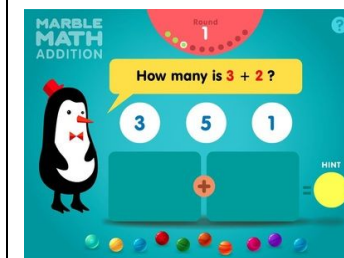 MARBLE
MATH
ADDITION
Round
1
?
How many is 3 + 2 ?
3 5 1
HINT
+ =